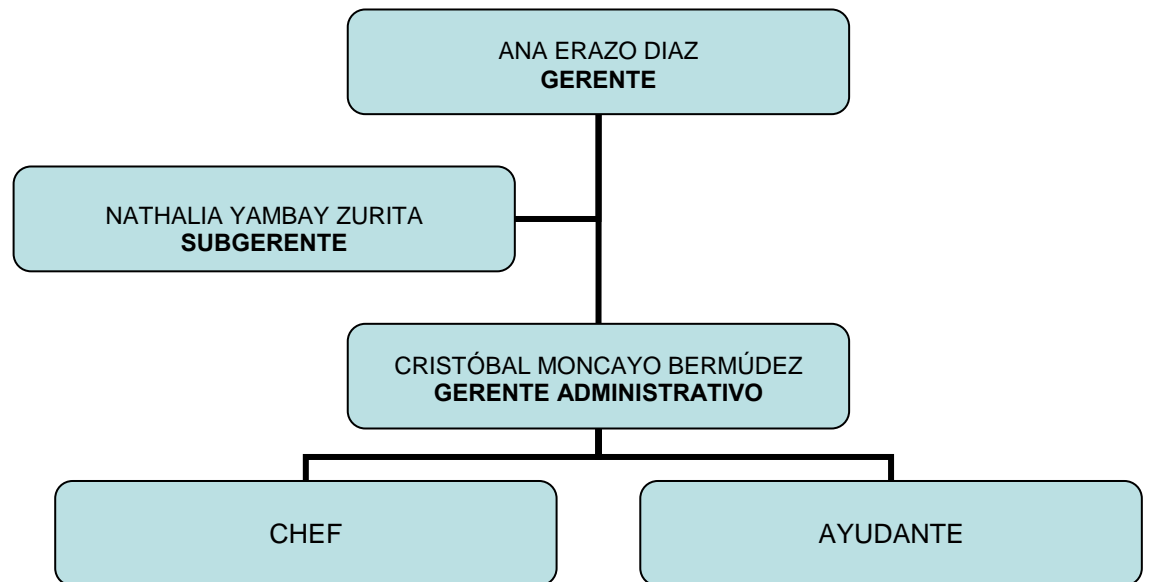 ANA ERAZO DIAZ
GERENTE
NATHALIA YAMBAY ZURITA
SUBGERENTE
CRISTÓBAL MONCAYO BERMÚDEZ
GERENTE ADMINISTRATIVO
CHEF
AYUDANTE